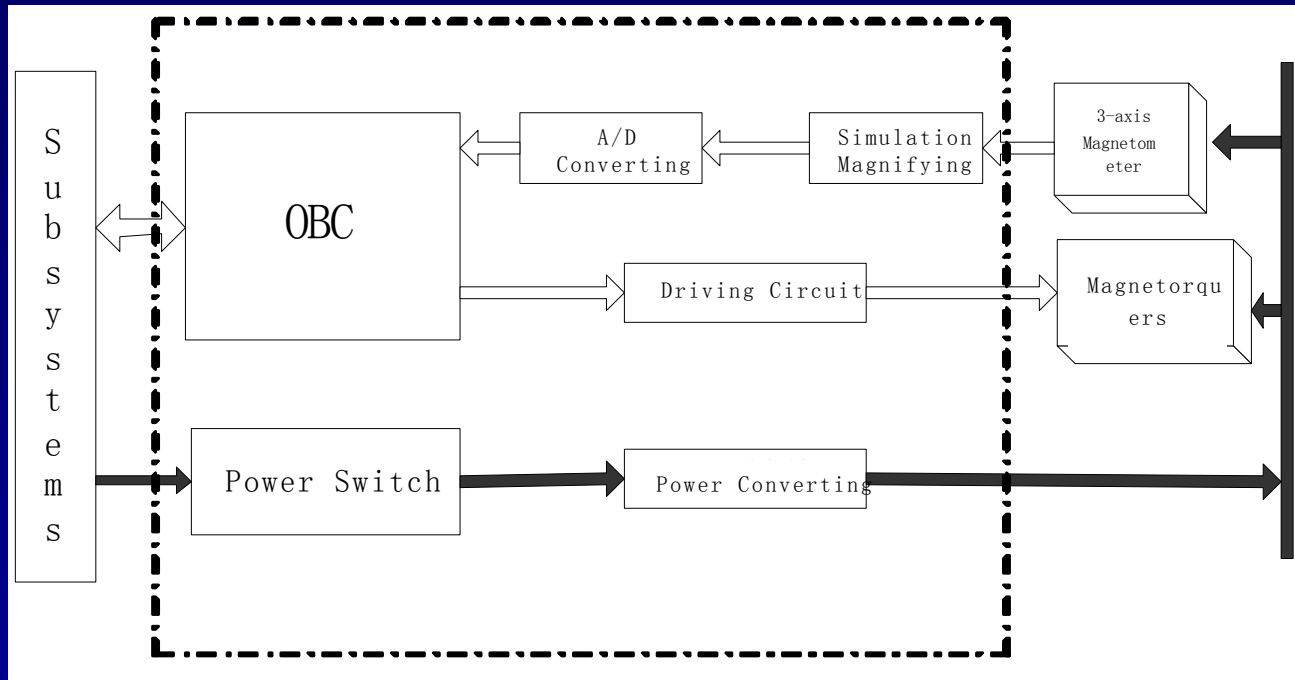 S
u
b
s
y
s
t
e
m
s
OBC
A/D
Converting
Simulation
Magnifying
3-axis
Magnetom
eter
Driving Circuit
Magnetorqu
ers
Power Switch
Power Converting